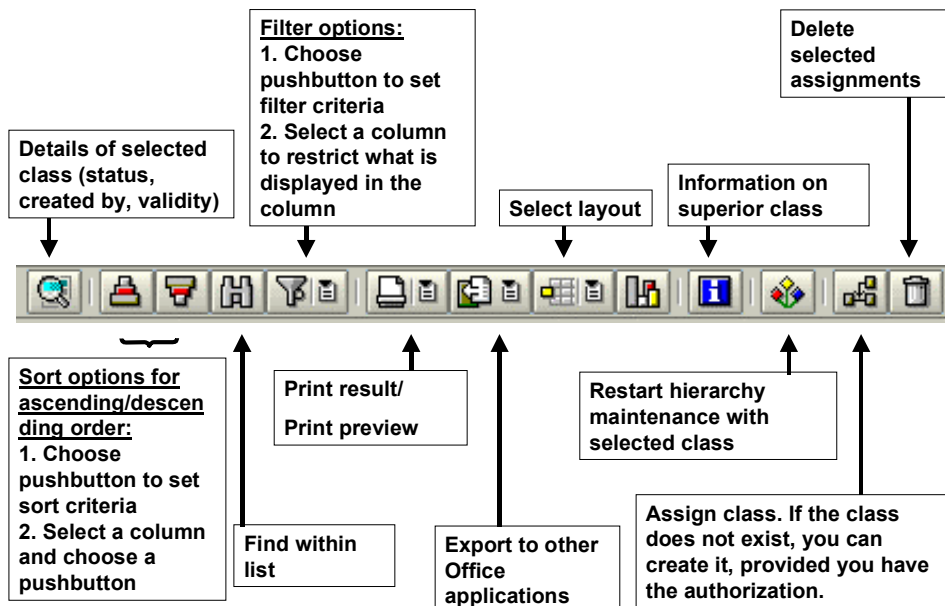 Filter options:
1. Choose
pushbutton to set
filter criteria
2. Select a column
to restrict what is
displayed in the
column
Delete
selected
assignments
Details of selected
class (status,
created by, validity)
Select layout
Information on
superior class
Sort options for
ascending/descen
ding order:
1. Choose
pushbutton to set
sort criteria
2. Select a column
and choose a
pushbutton
Find within
list
Print result/
Print preview
Export to other
Office
applications
Restart hierarchy
maintenance with
selected class
Assign class. If the class
does not exist, you can
create it, provided you have
the authorization.